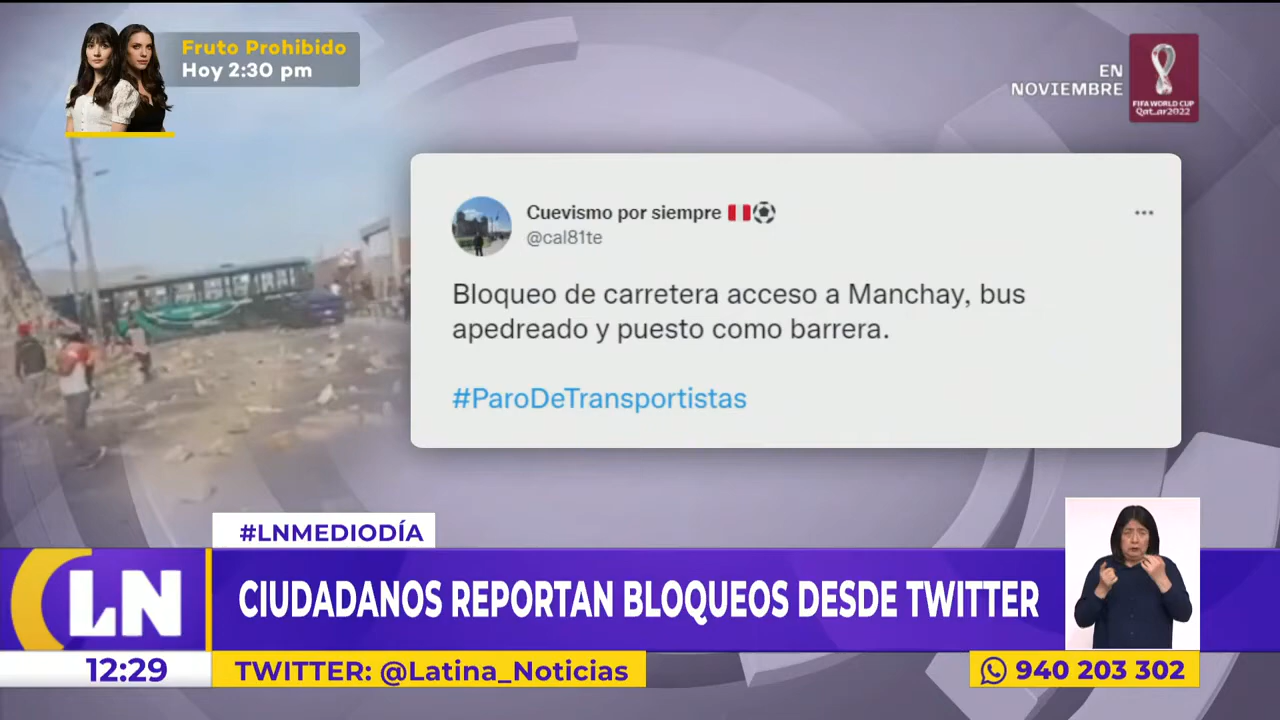 Fruto Prohibido
Hoy 2:30 pm
EN
NOVIEMBRE
FIFA WORLD CUP
Qatar2022
Cuevismo por siempre
@cal81te
Bloqueo de carretera acceso a Manchay, bus
apedreado y puesto como barrera.
#ParoDeTransportistas
#LNMEDIODÍA
LN
CIUDADANOS REPORTAN BLOQUEOS DESDE TWITTER
12:29
TWITTER: @Latina_Noticias
940 203 302